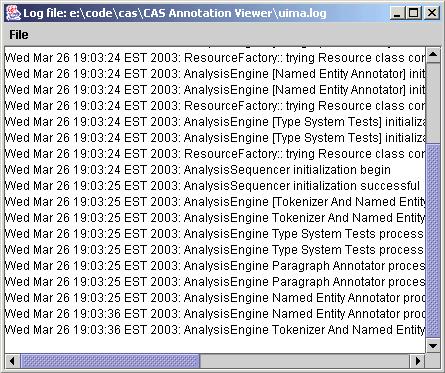 Log file: e:\code\cas\CAS Annotation Viewer\uima.log
File
Wed Mar 26 19:03:24 EST 2003: ResourceFactory:: trying Resource class con
Wed Mar 26 19:03:24 EST 2003: AnalysisEngine [Named Entity Annotator] init
Wed Mar 26 19:03:24 EST 2003: AnalysisEngine [Named Entity Annotator] init
Wed Mar 26 19:03:24 EST 2003: ResourceFactory:: trying Resource class con
Wed Mar 26 19:03:24 EST 2003: AnalysisEngine [Type System Tests] initializa
Wed Mar 26 19:03:24 EST 2003: AnalysisEngine [Type System Tests] initializa
Wed Mar 26 19:03:24 EST 2003: ResourceFactory:: trying Resource class con
Wed Mar 26 19:03:24 EST 2003: AnalysisSequencer initialization begin
Wed Mar 26 19:03:25 EST 2003: AnalysisSequencer initialization successful
Wed Mar 26 19:03:25 EST 2003: AnalysisEngine [Tokenizer And Named Entity
Wed Mar 26 19:03:25 EST 2003: AnalysisEngine Tokenizer And Named Entity
Wed Mar 26 19:03:25 EST 2003: AnalysisEngine Type System Tests process
Wed Mar 26 19:03:25 EST 2003: AnalysisEngine Type System Tests process
Wed Mar 26 19:03:25 EST 2003: AnalysisEngine Paragraph Annotator proces
Wed Mar 26 19:03:25 EST 2003: AnalysisEngine Paragraph Annotator proces
Wed Mar 26 19:03:25 EST 2003: AnalysisEngine Named Entity Annotator proc
Wed Mar 26 19:03:36 EST 2003: AnalysisEngine Named Entity Annotator proc
Wed Mar 26 19:03:36 EST 2003: AnalysisEngine Tokenizer And Named Entity